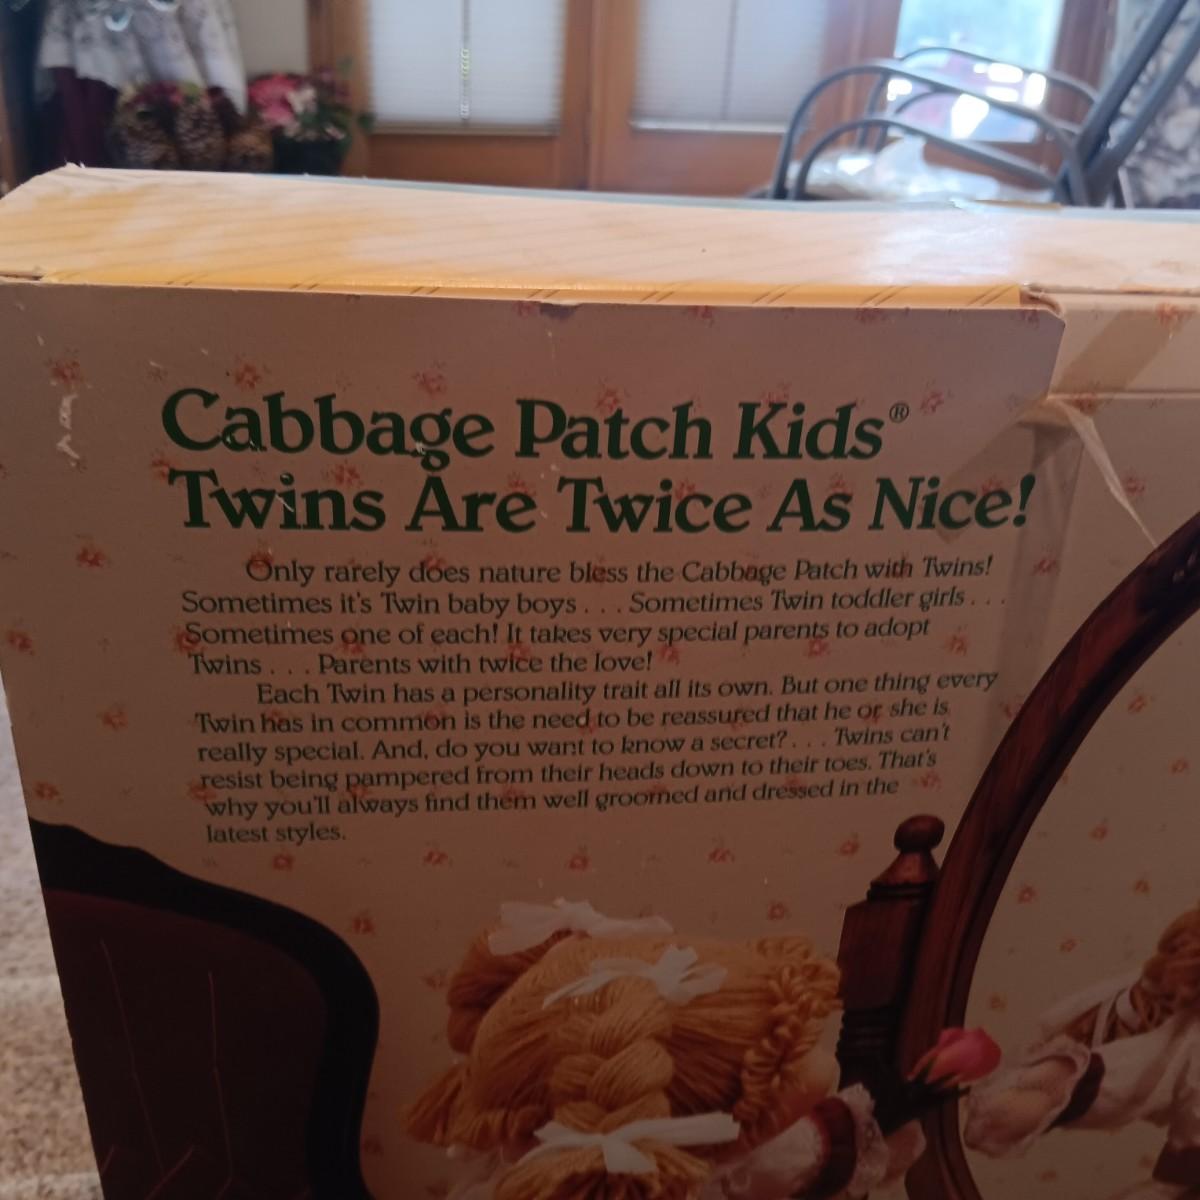 Cabbage Patch Kids®
Twins Are Twice As Nice!
Only rarely does nature bless the Cabbage Patch with Twins!
Sometimes it's Twin baby boys . . . Sometimes Twin toddler girls . . .
Sometimes one of each! It takes very special parents to adopt
Twins . . . Parents with twice the love!
Each Twin has a personality trait all its own. But one thing every
Twin has in common is the need to be reassured that he or she is
really special. And, do you want to know a secret? . . . Twins can't
resist being pampered from their heads down to their toes. That's
why you'll always find them well groomed and dressed in the
latest styles.